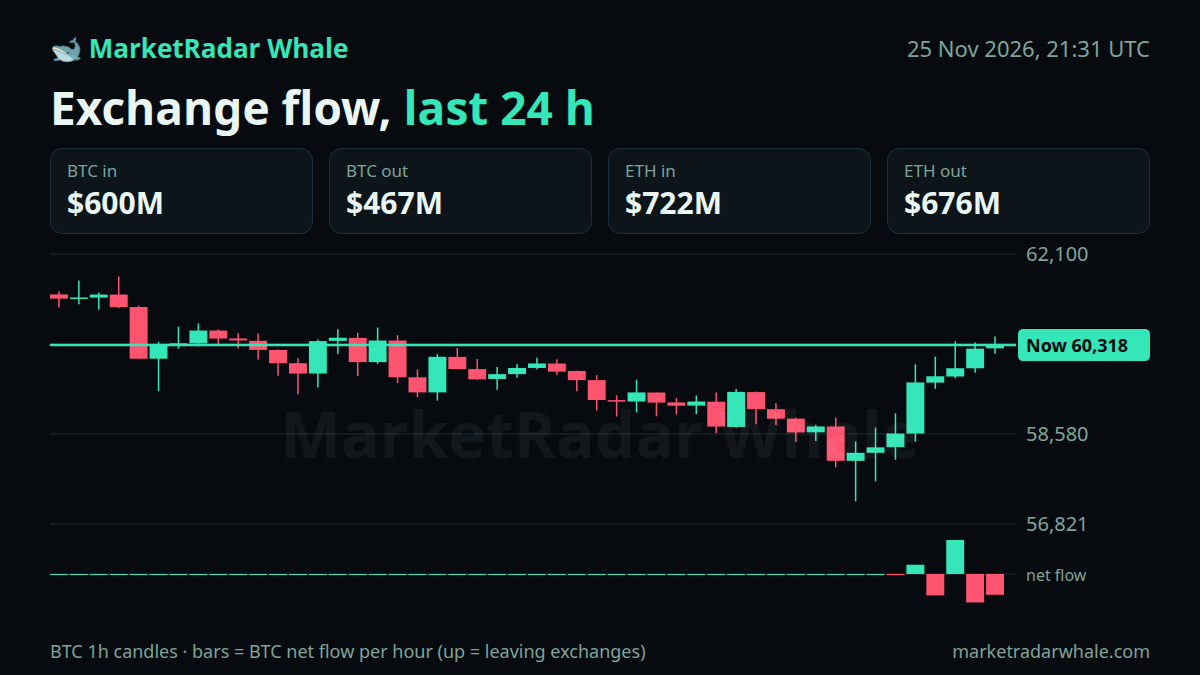 🐋 MarketRadar Whale
25 Nov 2026, 21:31 UTC
Exchange flow, last 24 h
BTC in
$600M
BTC out
$467M
ETH in
$722M
ETH out
$676M
62,100
Now 60,318
MarketRadar Whale
58,580
56,821
net flow
BTC 1h candles · bars = BTC net flow per hour (up = leaving exchanges)
marketradarwhale.com